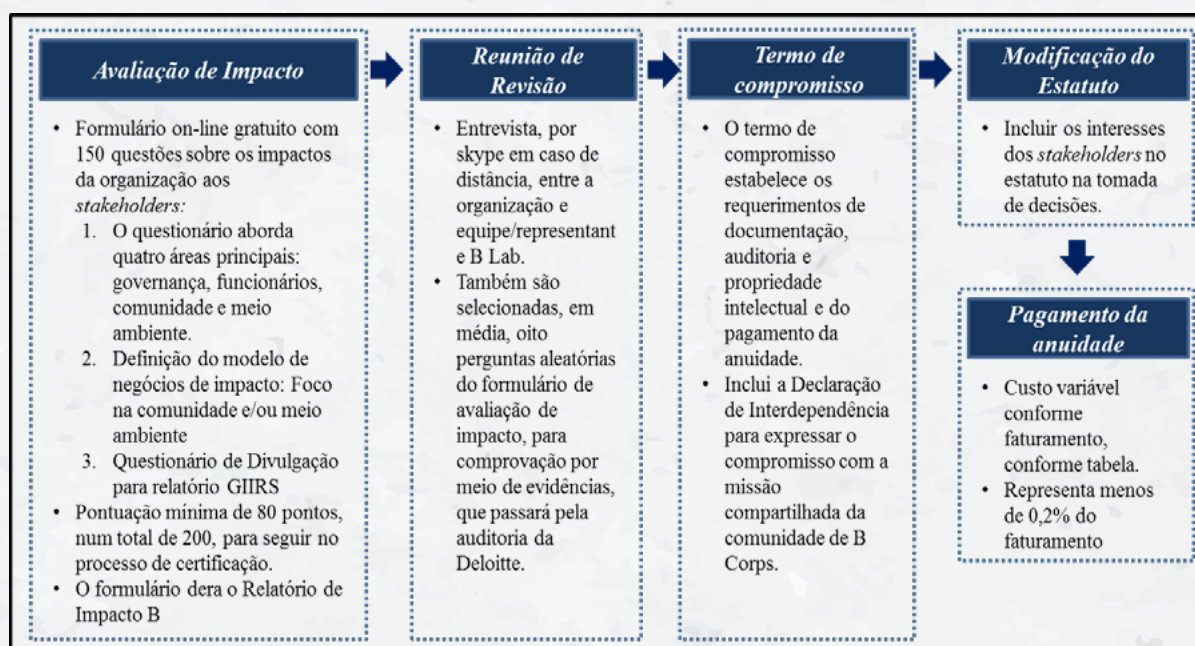 Avaliação de Impacto
• Formulário on-line gratuito com
150 questões sobre os impactos
da organização aos
stakeholders:
1. O questionário aborda
quatro áreas principais:
governança, funcionários,
comunidade e meio
ambiente.
2. Definição do modelo de
negócios de impacto: Foco
na comunidade e/ou meio
ambiente
3. Questionário de Divulgação
para relatório GIIRS
• Pontuação mínima de 80 pontos,
num total de 200, para seguir no
processo de certificação.
• O formulário dera o Relatório de
Impacto B
Reunião de
Revisão
• Entrevista, por
skype em caso de
distância, entre a
organização e
equipe/representant
e B Lab.
• Também são
selecionadas, em
média, oito
perguntas aleatórias
do formulário de
avaliação de
impacto, para
comprovação por
meio de evidências,
que passará pela
auditoria da
Deloitte.
Termo de
compromisso
• O termo de
compromisso
estabelece os
requerimentos de
documentação,
auditoria e
propriedade
intelectual e do
pagamento da
anuidade.
• Inclui a Declaração
de Interdependência
para expressar o
compromisso com a
missão
compartilhada da
comunidade de B
Corps.
Modificação do
Estatuto
• Incluir os interesses
dos stakeholders no
estatuto na tomada
de decisões.
Pagamento da
anuidade
• Custo variável
conforme
faturamento,
conforme tabela.
• Representa menos
de 0,2% do
faturamento